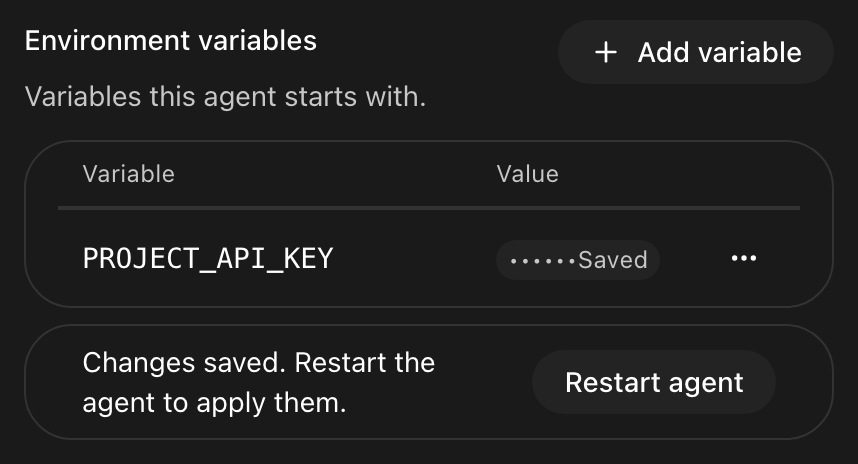 Environment variables
+ Add variable
Variables this agent starts with.
Variable Value
PROJECT_API_KEY ······Saved ···
Changes saved. Restart the
agent to apply them.
Restart agent